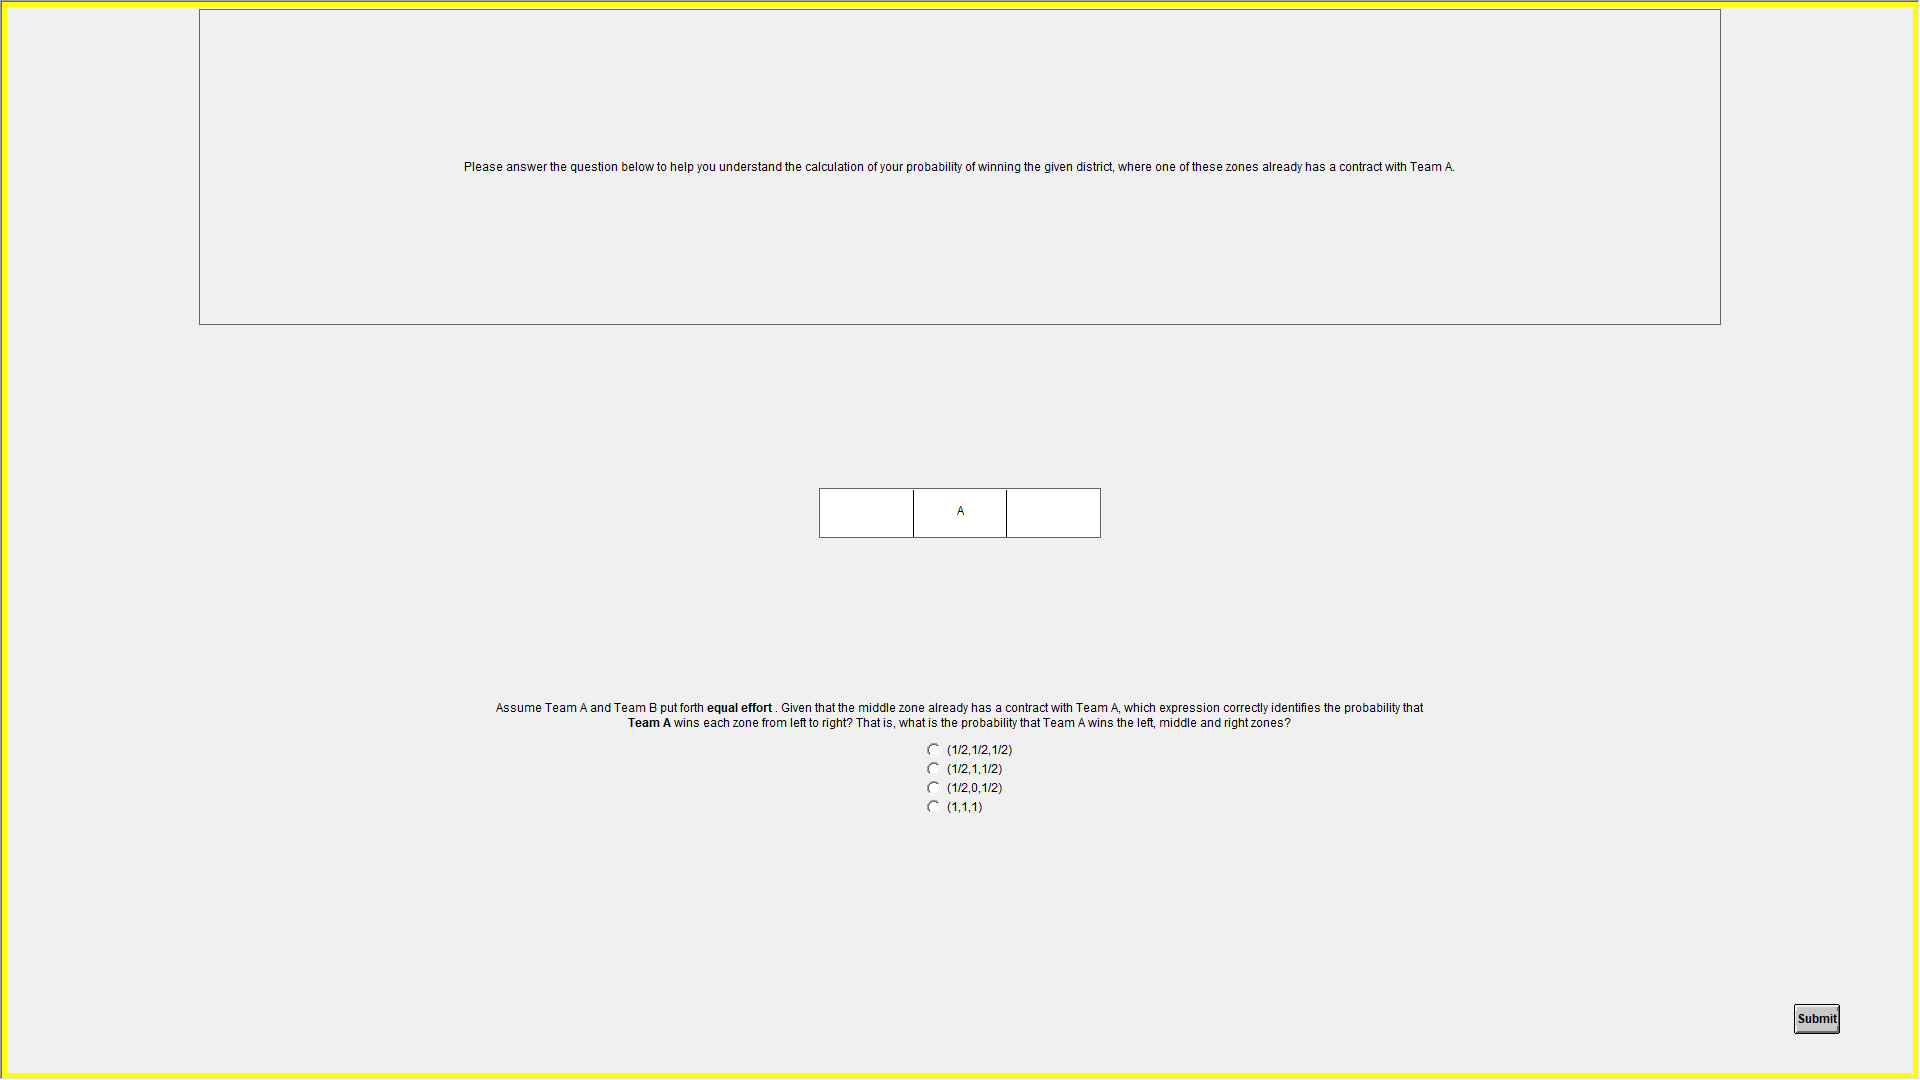 Please answer the question below to help you understand the calculation of your probability of winning the given district, where one of these zones already has a contract with Team A.
A
Assume Team A and Team B put forth equal effort . Given that the middle zone already has a contract with Team A, which expression correctly identifies the probability that
Team A wins each zone from left to right? That is, what is the probability that Team A wins the left, middle and right zones?
(1/2,1/2,1/2)
(1/2,1,1/2)
(1/2,0,1/2)
(1,1,1)
Submit